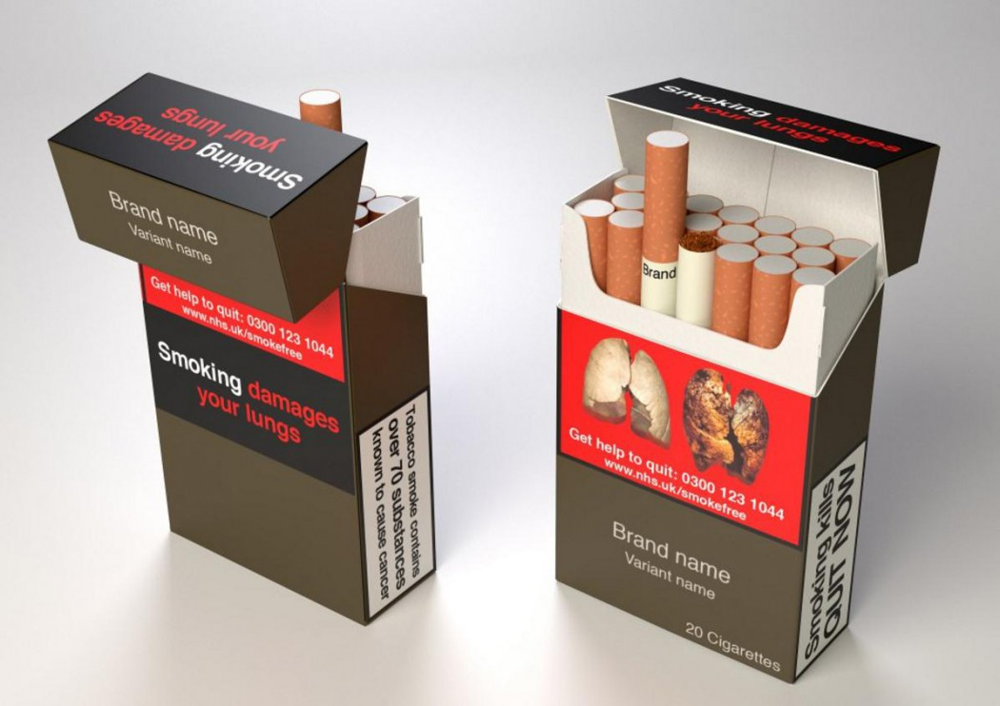 Smoking damages
your lungs
Brand name
Variant name
Get help to quit: 0300 123 1044
www.nhs.uk/smokefree
Smoking damages
your lungs
Tobacco smoke contains
over 70 substances
known to cause cancer
Smoking damages
your lungs
Brand
Get help to quit: 0300 123 1044
www.nhs.uk/smokefree
Brand name
Variant name
20 Cigarettes
Smoking kills
QUIT NOW